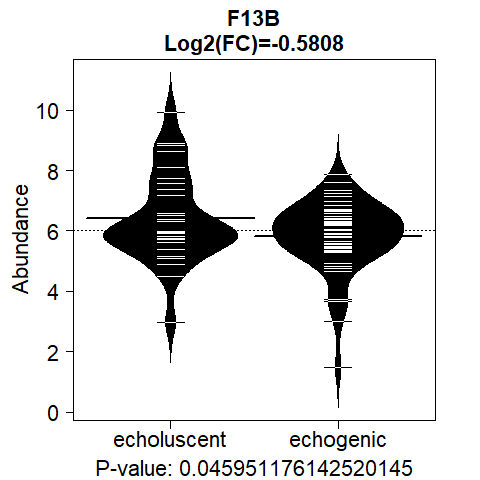 F13B
Log2(FC)=-0.5808
Abundance
10
8
6
4
2
0
echoluscent echogenic
P-value: 0.045951176142520145